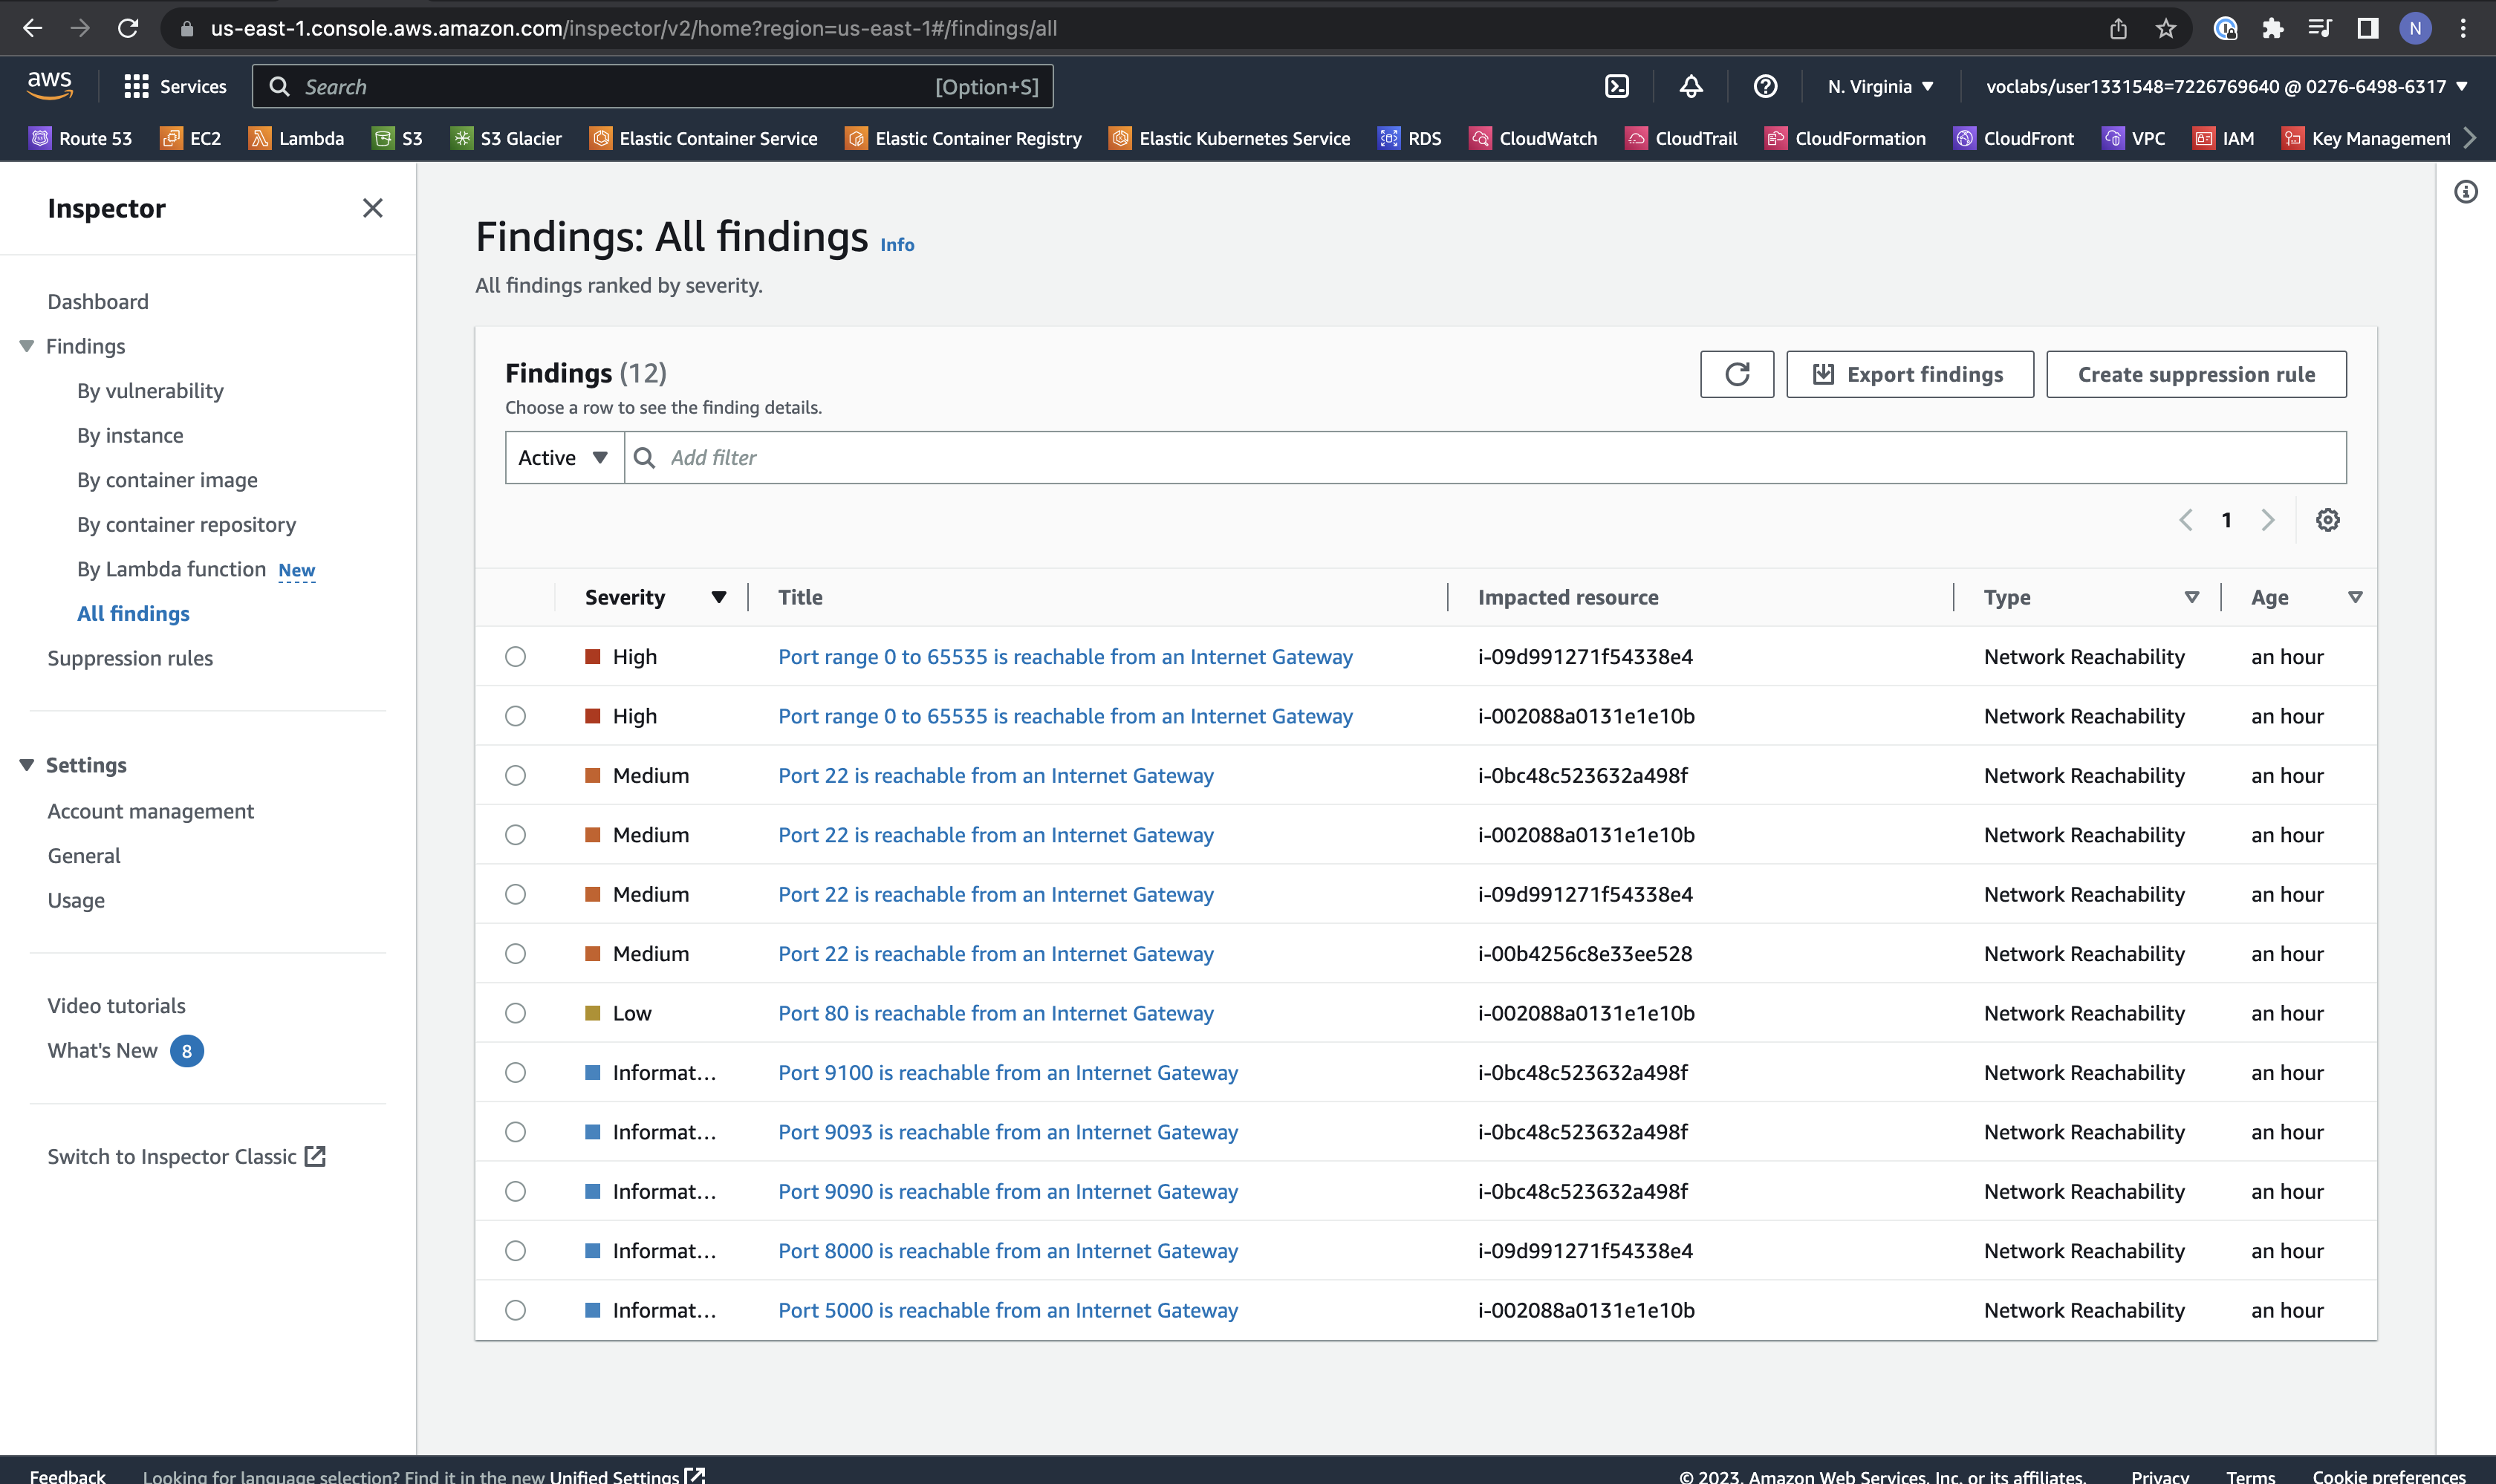 us-east-1.console.aws.amazon.com/inspector/v2/home?region=us-east-1#/findings/all
N
aws
Services
Search
[Option+S]
N. Virginia
voclabs/user1331548=7226769640 @ 0276-6498-6317
Route 53
EC2
Lambda
S3
S3 Glacier
Elastic Container Service
Elastic Container Registry
Elastic Kubernetes Service
RDS
CloudWatch
CloudTrail
CloudFormation
CloudFront
VPC
IAM
Key Management
Inspector
Dashboard
Findings
By vulnerability
By instance
By container image
By container repository
By Lambda function New
All findings
Suppression rules
Settings
Account management
General
Usage
Video tutorials
What's New 8
Switch to Inspector Classic
Findings: All findings Info
All findings ranked by severity.
Findings (12)
Choose a row to see the finding details.
Export findings
Create suppression rule
Active
Add filter
1
Severity Title Impacted resource Type Age
High Port range 0 to 65535 is reachable from an Internet Gateway i-09d991271f54338e4 Network Reachability an hour
High Port range 0 to 65535 is reachable from an Internet Gateway i-002088a0131e1e10b Network Reachability an hour
Medium Port 22 is reachable from an Internet Gateway i-0bc48c523632a498f Network Reachability an hour
Medium Port 22 is reachable from an Internet Gateway i-002088a0131e1e10b Network Reachability an hour
Medium Port 22 is reachable from an Internet Gateway i-09d991271f54338e4 Network Reachability an hour
Medium Port 22 is reachable from an Internet Gateway i-00b4256c8e33ee528 Network Reachability an hour
Low Port 80 is reachable from an Internet Gateway i-002088a0131e1e10b Network Reachability an hour
Informat... Port 9100 is reachable from an Internet Gateway i-0bc48c523632a498f Network Reachability an hour
Informat... Port 9093 is reachable from an Internet Gateway i-0bc48c523632a498f Network Reachability an hour
Informat... Port 9090 is reachable from an Internet Gateway i-0bc48c523632a498f Network Reachability an hour
Informat... Port 8000 is reachable from an Internet Gateway i-09d991271f54338e4 Network Reachability an hour
Informat... Port 5000 is reachable from an Internet Gateway i-002088a0131e1e10b Network Reachability an hour
Feedback
Looking for language selection? Find it in the new Unified Settings
© 2023, Amazon Web Services, Inc. or its affiliates.
Privacy
Terms
Cookie preferences